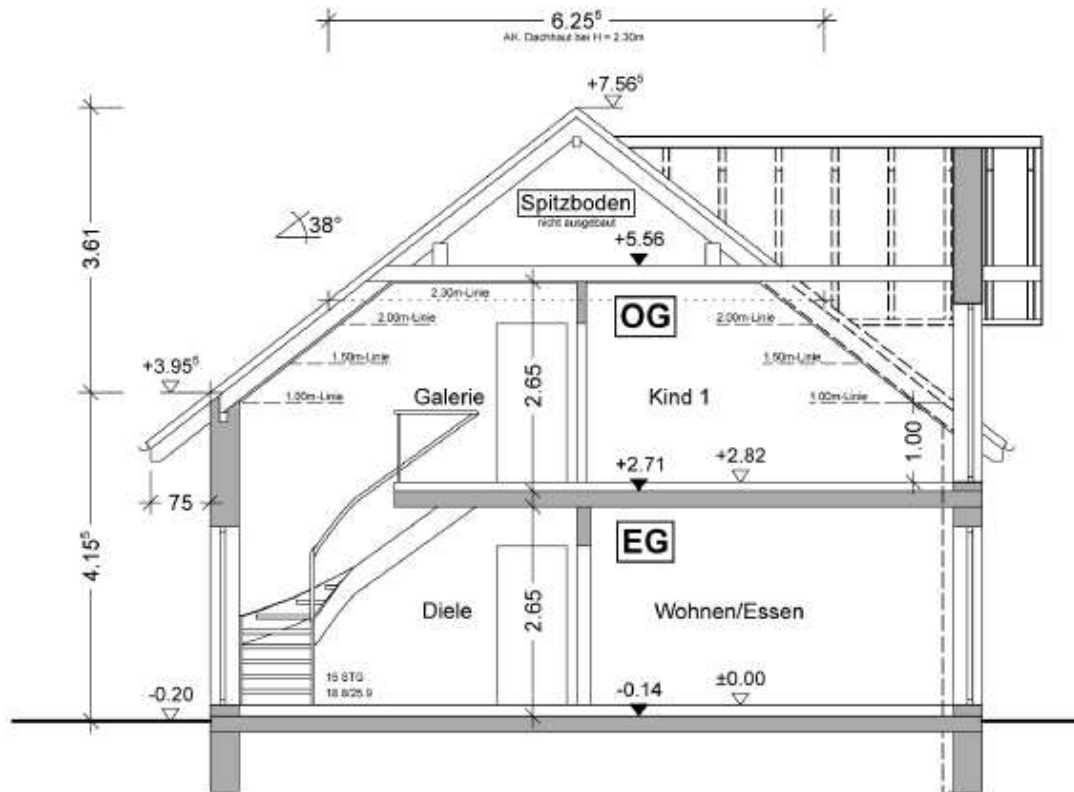 6.25⁵
AK. Dachhaut bei H = 2.30m
+7.56⁵
Spitzboden
nicht ausgebaut
38°
3.61
+5.56
2.30m-Linie
OG
2.00m-Linie
2.00m-Linie
1.50m-Linie
1.50m-Linie
+3.95⁵
1.00m-Linie
Galerie
2.65
Kind 1
1.00m-Linie
1.00
+2.71
+2.82
75
4.15⁵
EG
Diele
2.65
Wohnen/Essen
15 STG
18.8/25.9
-0.20
-0.14
±0.00